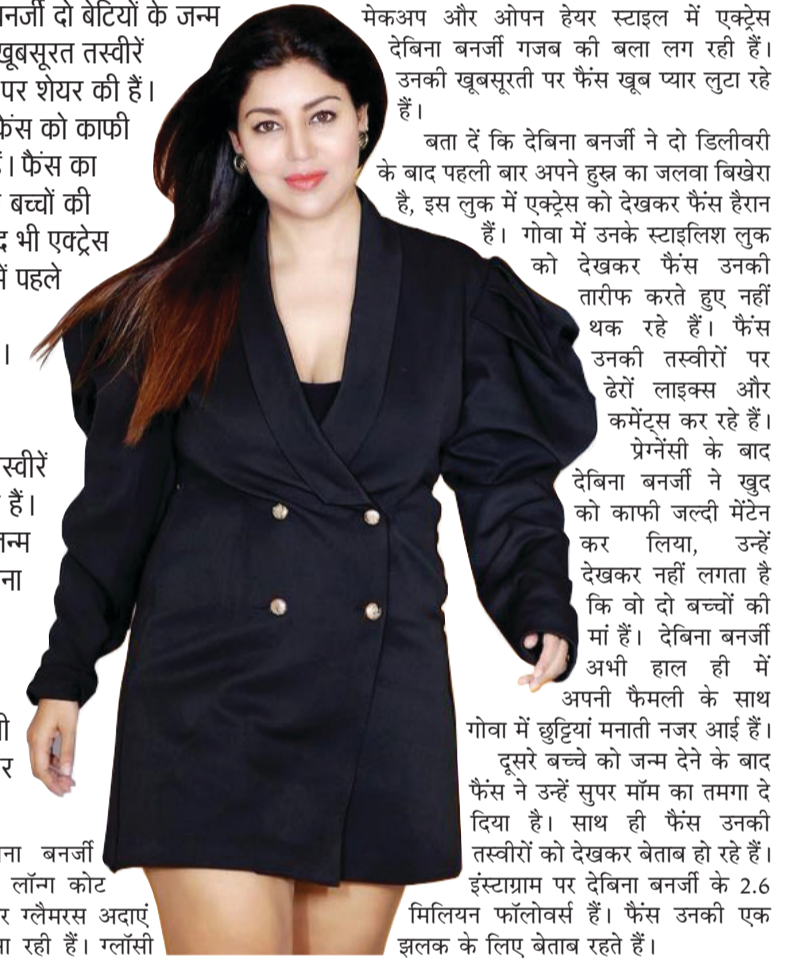 बनर्जी दो बेटियों के जन्म
खूबसूरत तस्वीरें
पर शेयर की हैं।
फैंस को काफी
। फैंस का
बच्चों की
भी एक्ट्रेस
में पहले
।
हैं।
बनर्जी
लॉन्ग कोट
ग्लैमरस अदाएं
रही हैं। ग्लॉसी
मेकअप और ओपन हेयर स्टाइल में एक्ट्रेस
देबिना बनर्जी गजब की बला लग रही हैं।
उनकी खूबसूरती पर फैंस खूब प्यार लुटा रहे
हैं।
बता दें कि देबिना बनर्जी ने दो डिलीवरी
के बाद पहली बार अपने हुस्न का जलवा बिखेरा
है, इस लुक में एक्ट्रेस को देखकर फैंस हैरान
हैं। गोवा में उनके स्टाइलिश लुक
को देखकर फैंस उनकी
तारीफ करते हुए नहीं
थक रहे हैं। फैंस
उनकी तस्वीरों पर
ढेरों लाइक्स और
कमेंट्स कर रहे हैं।
प्रेग्नेंसी के बाद
देबिना बनर्जी ने खुद
को काफी जल्दी मेंटेन
कर लिया, उन्हें
देखकर नहीं लगता है
कि वो दो बच्चों की
मां हैं। देबिना बनर्जी
अभी हाल ही में
अपनी फैमली के साथ
गोवा में छुट्टियां मनाती नजर आई हैं।
दूसरे बच्चे को जन्म देने के बाद
फैंस ने उन्हें सुपर मॉम का तमगा दे
दिया है। साथ ही फैंस उनकी
तस्वीरों को देखकर बेताब हो रहे हैं।
इंस्टाग्राम पर देबिना बनर्जी के 2.6
मिलियन फॉलोवर्स हैं। फैंस उनकी एक
झलक के लिए बेताब रहते हैं।